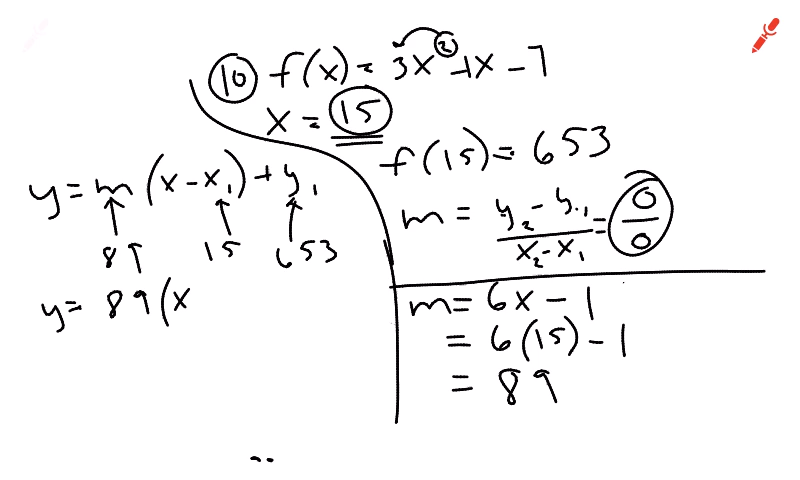 ⑩ f(x) = 3x² - 1x - 7
x = 15
f(15) = 653
m = (y₂ - y₁)/(x₂ - x₁) = 0/0
y = m(x - x₁) + y₁
89 15 653
y = 89(x
m = 6x - 1
= 6(15) - 1
= 89